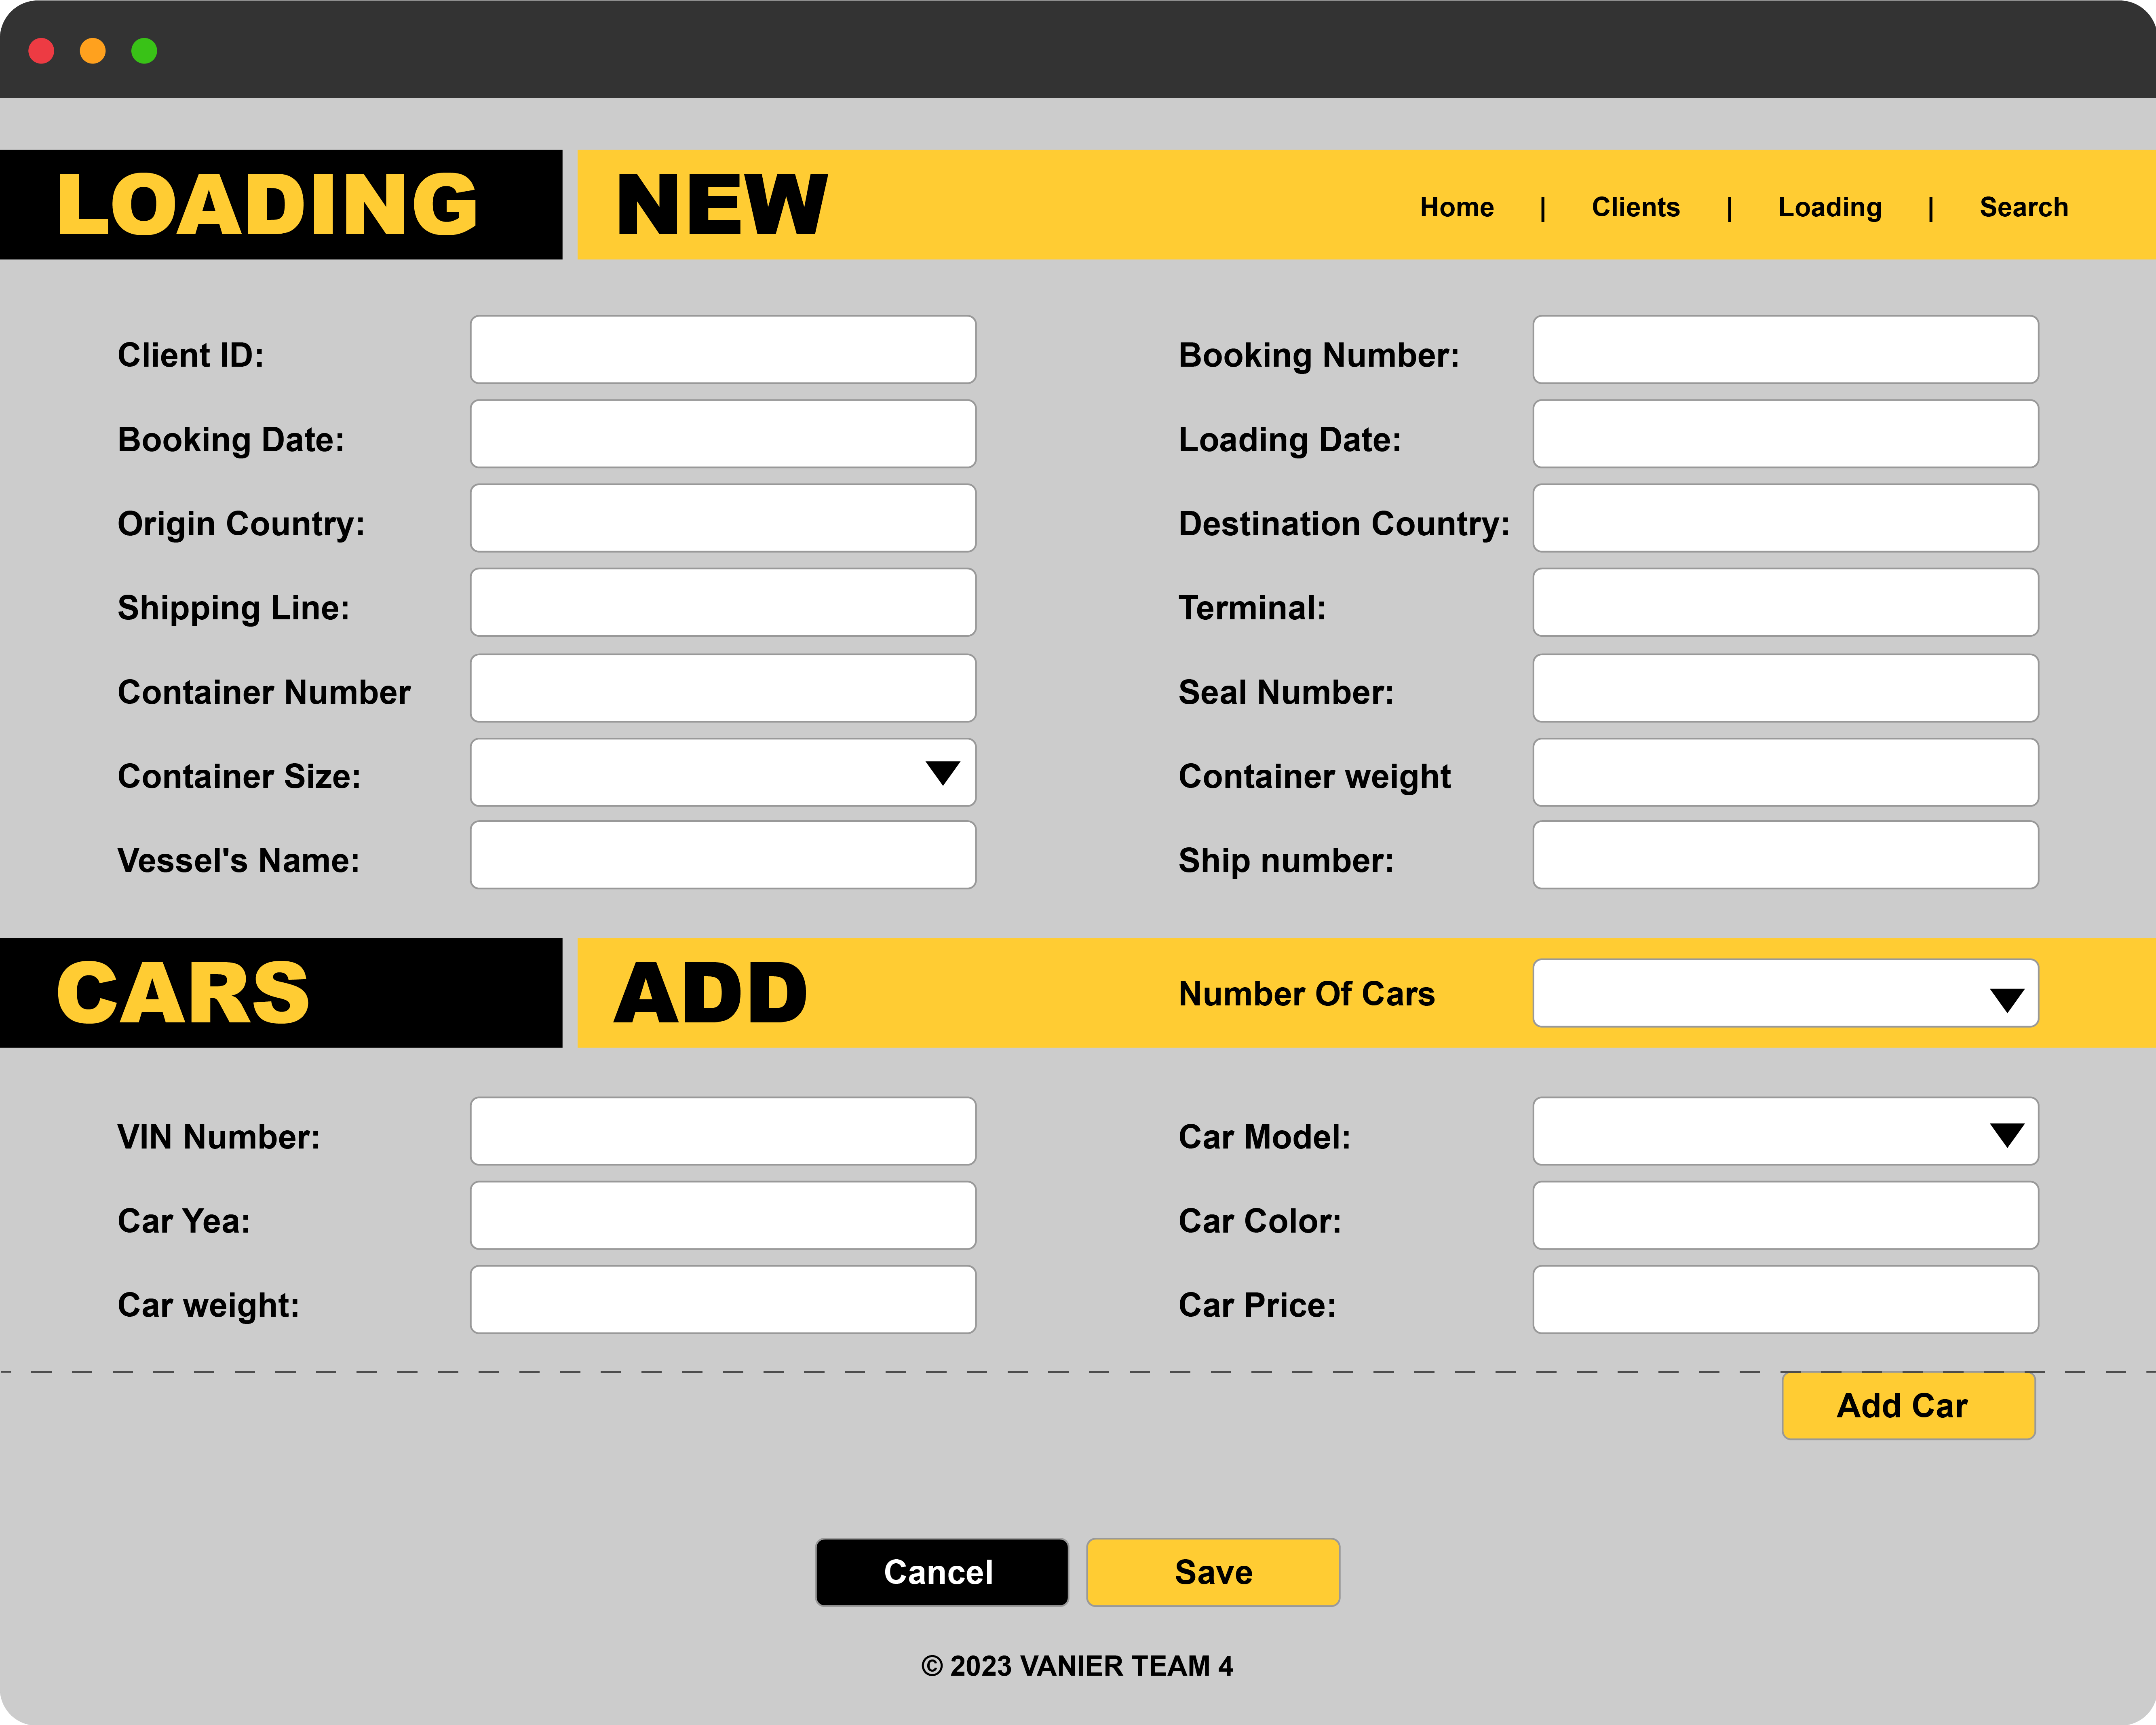 LOADING NEW Home | Clients | Loading | Search
Client ID: Booking Number:
Booking Date: Loading Date:
Origin Country: Destination Country:
Shipping Line: Terminal:
Container Number Seal Number:
Container Size: Container weight
Vessel's Name: Ship number:
CARS ADD Number Of Cars
VIN Number: Car Model:
Car Yea: Car Color:
Car weight: Car Price:
Add Car
Cancel Save
© 2023 VANIER TEAM 4